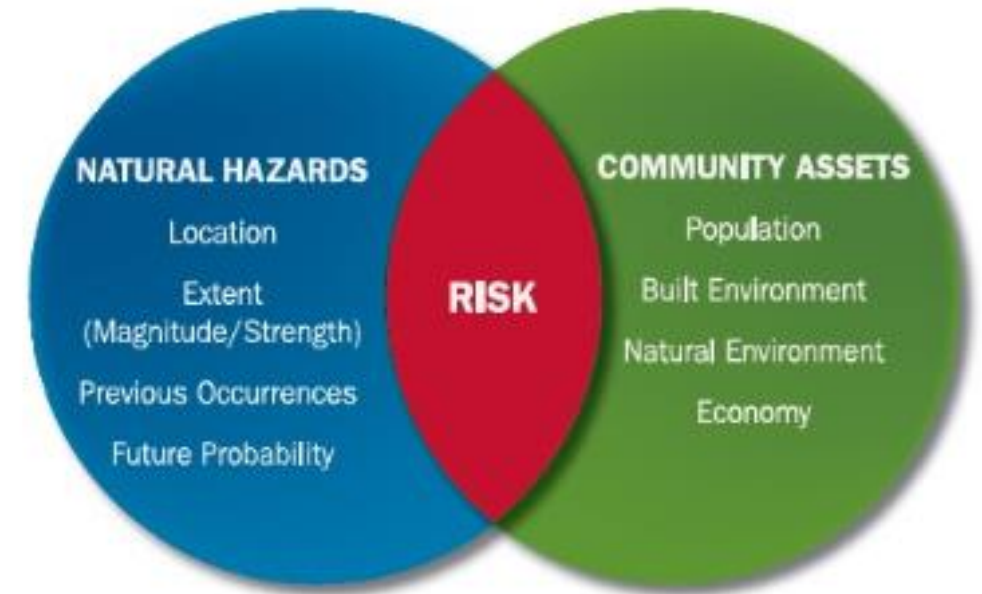 NATURAL HAZARDS
Location
Extent
(Magnitude/Strength)
Previous Occurrences
Future Probability
RISK
COMMUNITY ASSETS
Population
Built Environment
Natural Environment
Economy